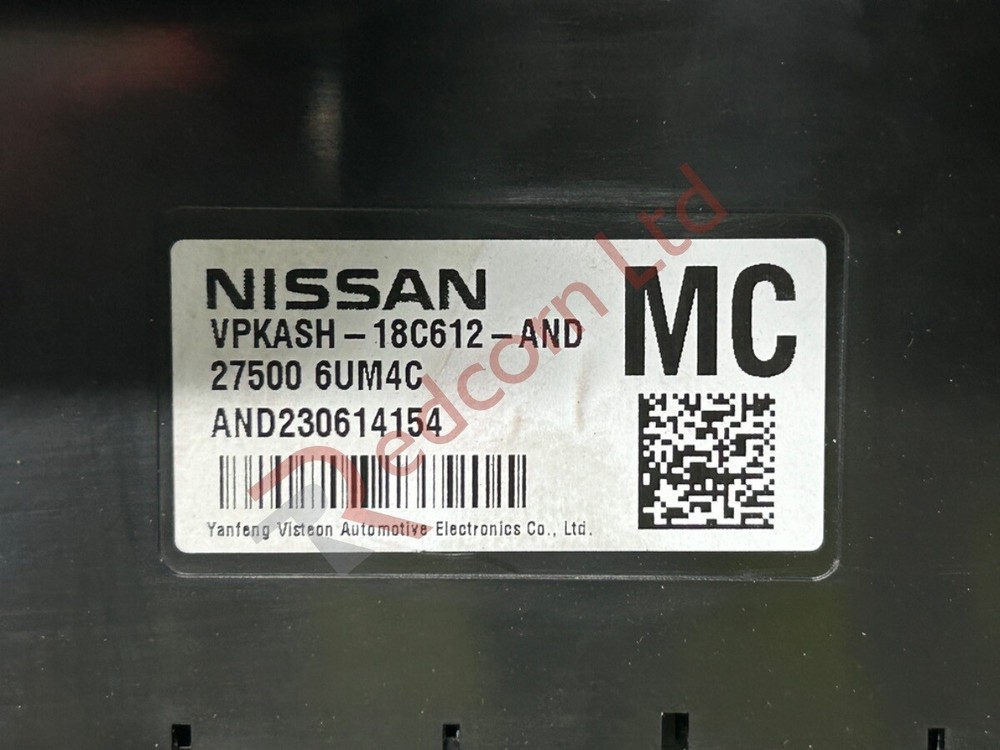 NISSAN
MC
VPKASH-18C612-AND
27500 6UM4C
AND230614154
Yanfeng Visteon Automotive Electronics Co., Ltd.
Redcorn Ltd